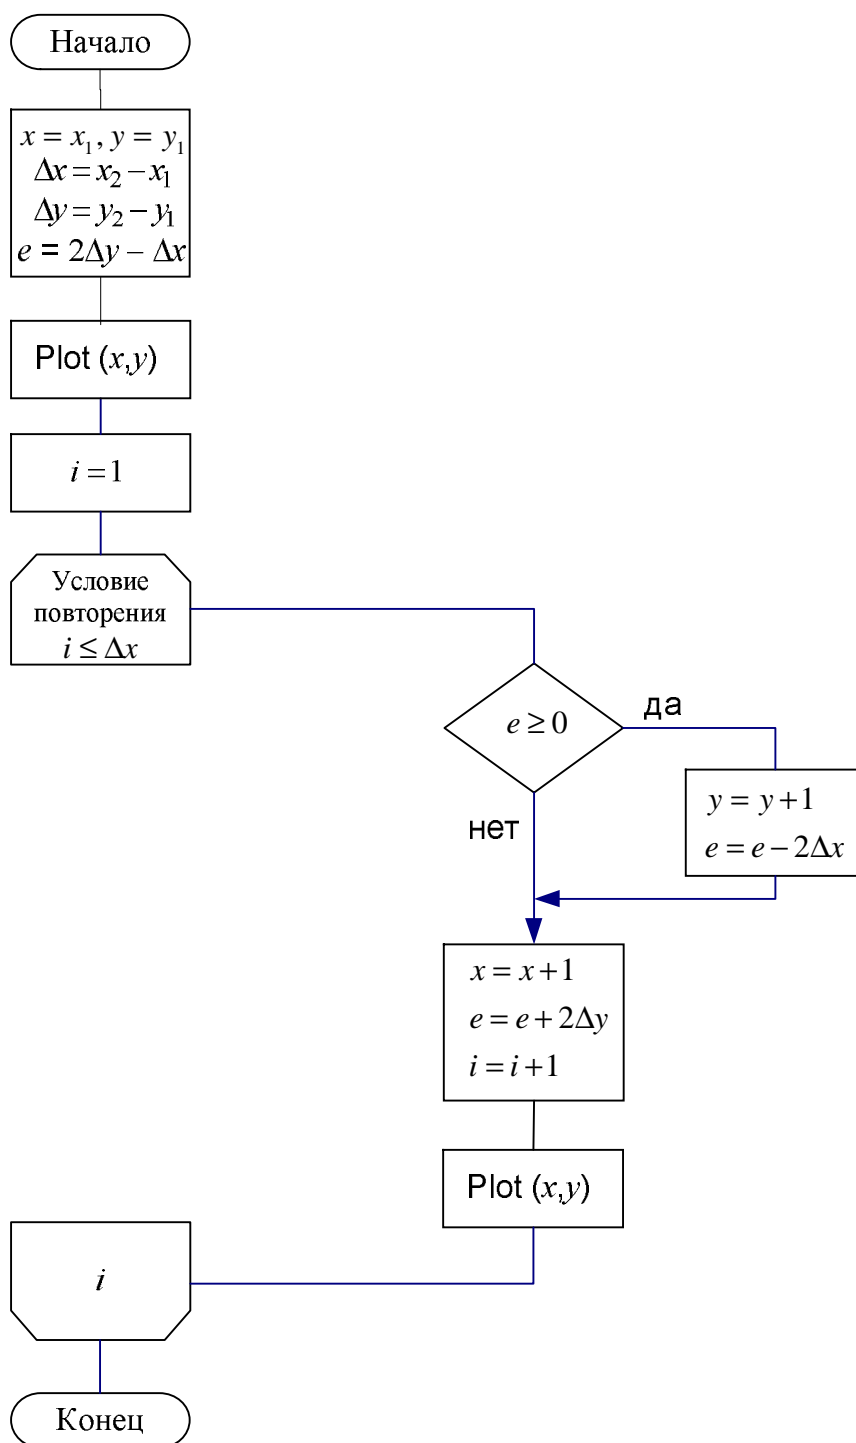 Начало
x = x₁, y = y₁
Δx = x₂ − x₁
Δy = y₂ − y₁
e = 2Δy − Δx
Plot (x,y)
i = 1
Условие
повторения
i ≤ Δx
e ≥ 0
да
нет
y = y + 1
e = e − 2Δx
x = x + 1
e = e + 2Δy
i = i + 1
Plot (x,y)
i
Конец